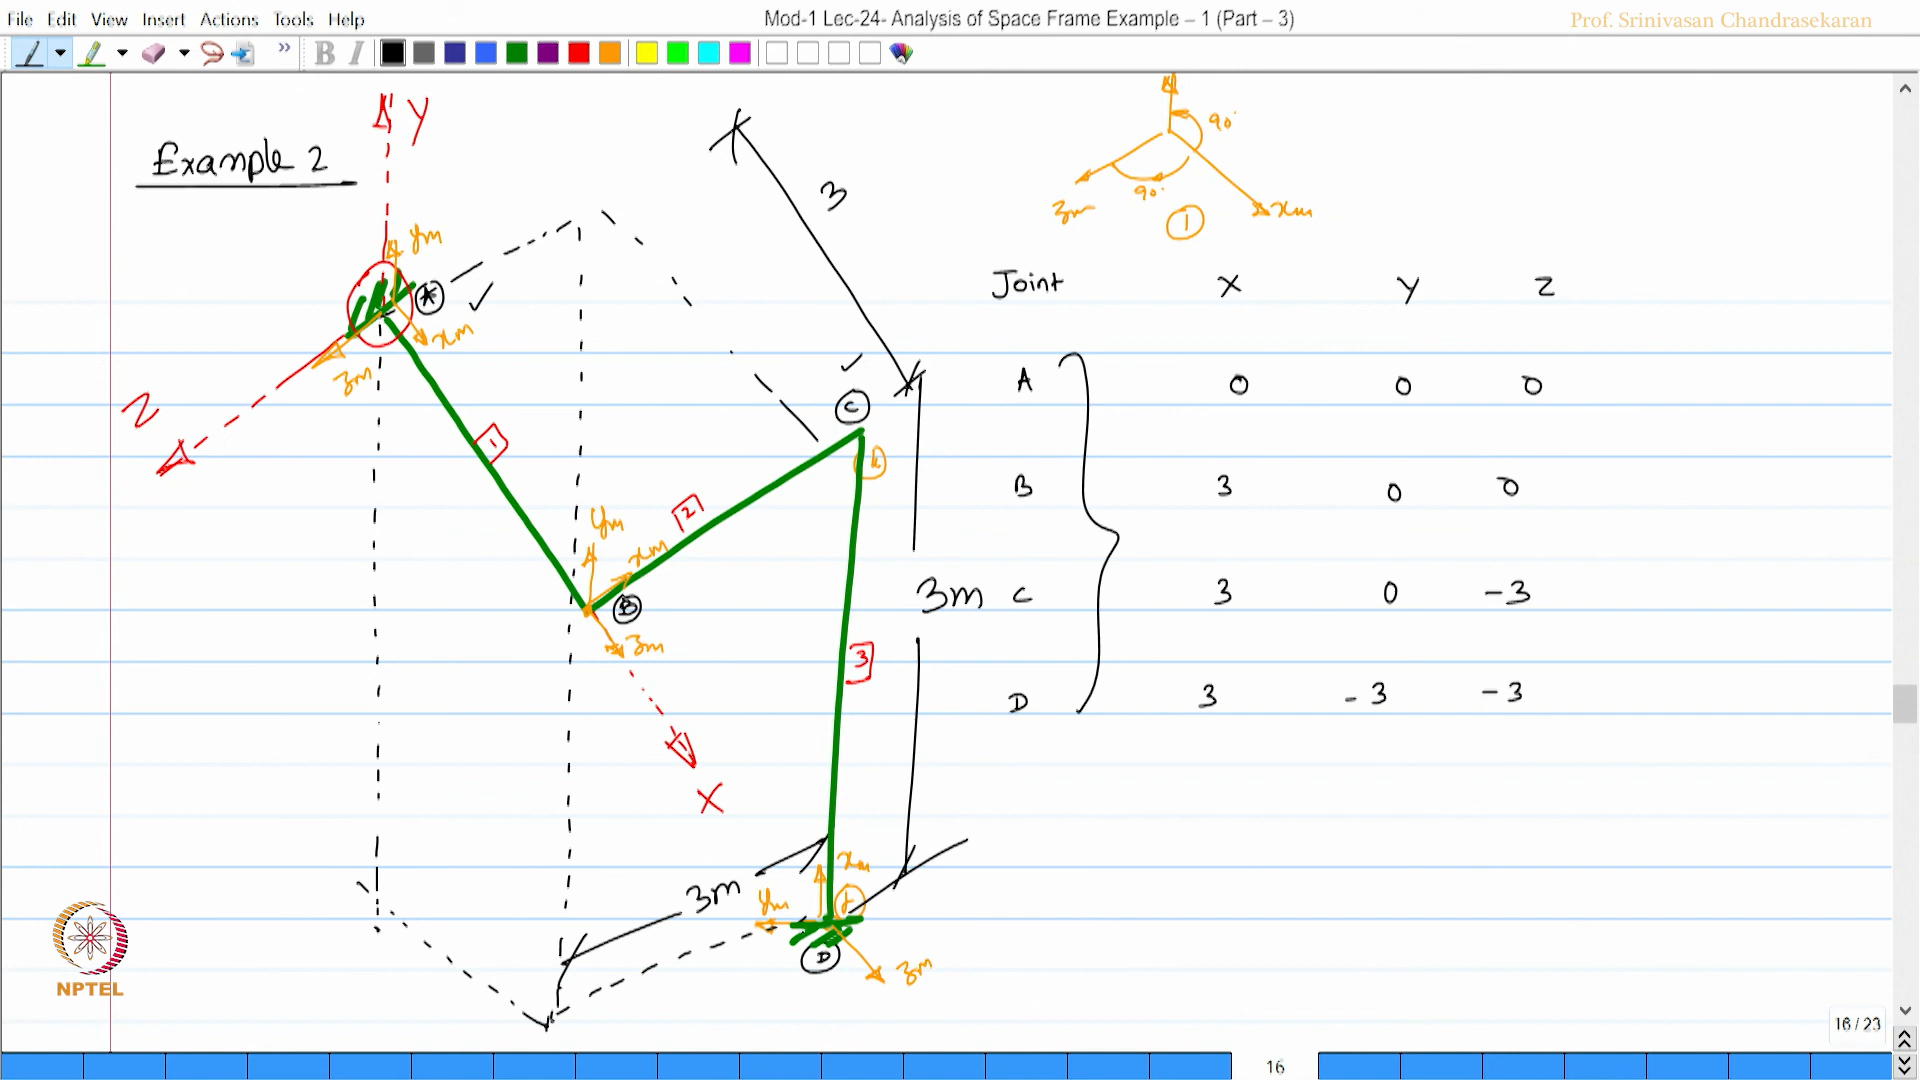 File Edit View Insert Actions Tools Help
Mod-1 Lec-24- Analysis of Space Frame Example – 1 (Part – 3)
Prof. Srinivasan Chandrasekaran
B I
Example 2
Y
ym
A
xm
zm
Z
1
3
C
k
2
ym
xm
B
zm
X
3m
3
3m
xm
ym
j
D
zm
90°
90°
zm
xm
1
Joint X Y Z
A 0 0 0
B 3 0 0
C 3 0 -3
D 3 -3 -3
NPTEL
16 / 23
16